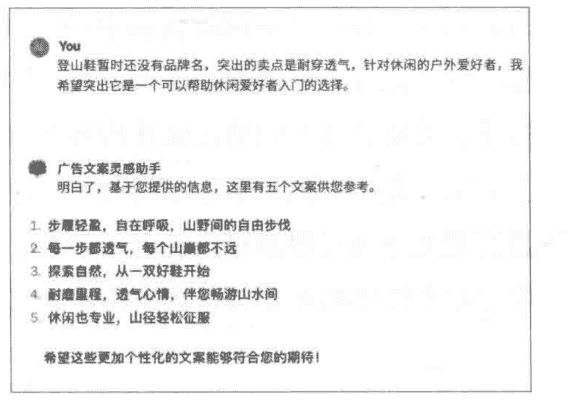 You
登山鞋暂时还没有品牌名，突出的卖点是耐穿透气，针对休闲的户外爱好者，我
希望突出它是一个可以帮助休闲爱好者入门的选择。
广告文案灵感助手
明白了，基于您提供的信息，这里有五个文案供您参考。
1. 步履轻盈，自在呼吸，山野间的自由步伐
2. 每一步都透气，每个山巅都不远
3. 探索自然，从一双好鞋开始
4. 耐磨里程，透气心情，伴您畅游山水间
5. 休闲也专业，山径轻松征服
希望这些更加个性化的文案能够符合您的期待！